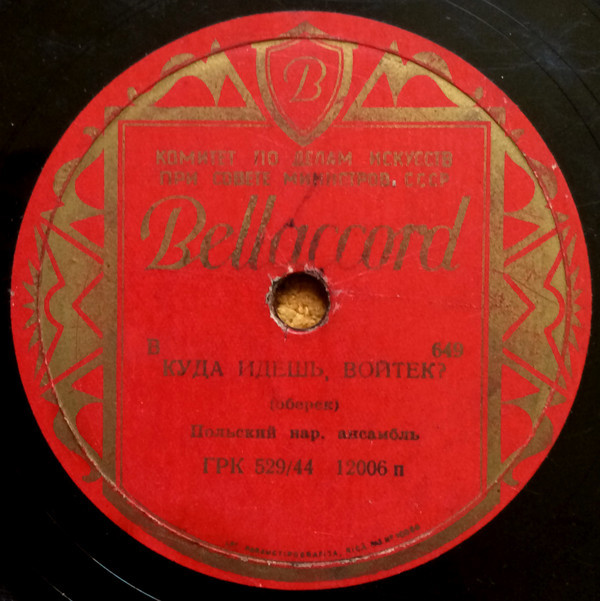 B
КОМИТЕТ ПО ДЕЛАМ ИСКУССТВ
ПРИ СОВЕТЕ МИНИСТРОВ, СССР
Bellaccord
В 649
КУДА ИДЕШЬ, ВОЙТЕК?
(оберек)
Польский нар. ансамбль
ГРК 529/44 12006 п